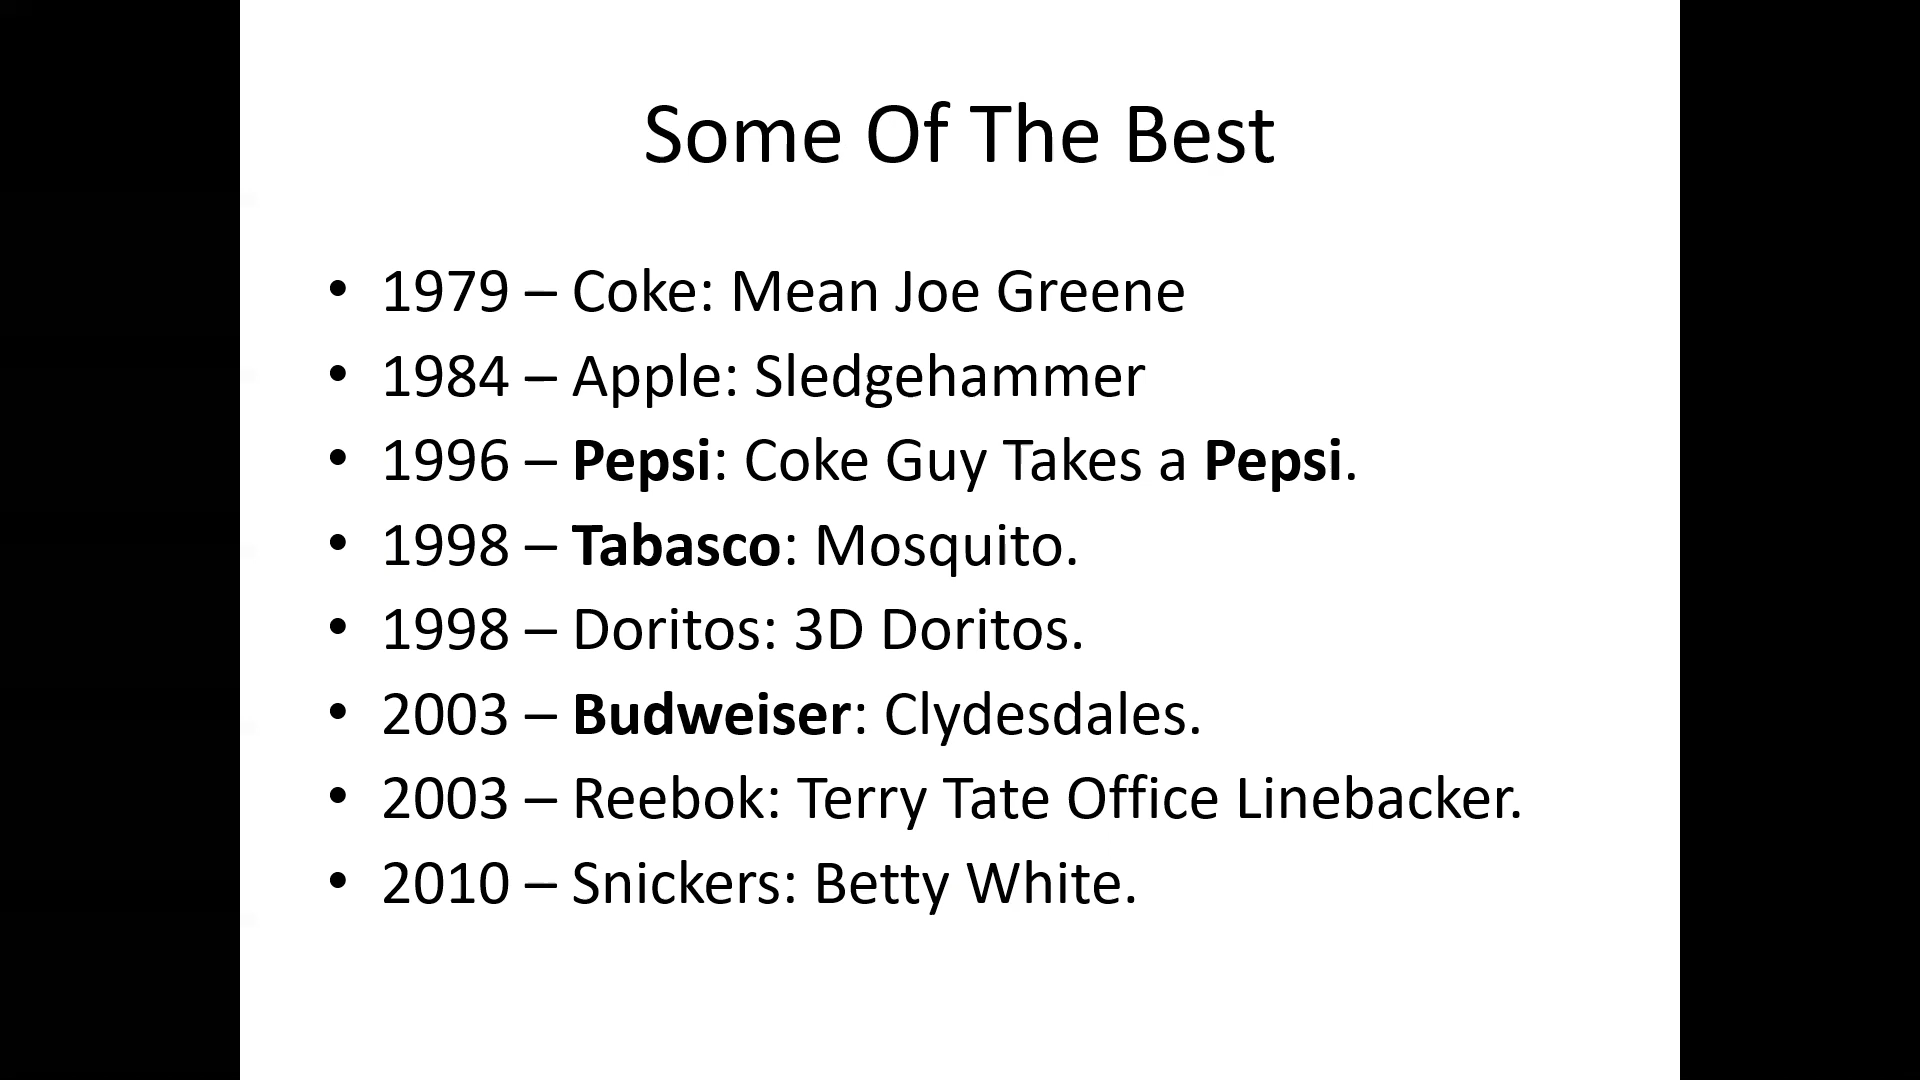 Some Of The Best
• 1979 – Coke: Mean Joe Greene
• 1984 – Apple: Sledgehammer
• 1996 – Pepsi: Coke Guy Takes a Pepsi.
• 1998 – Tabasco: Mosquito.
• 1998 – Doritos: 3D Doritos.
• 2003 – Budweiser: Clydesdales.
• 2003 – Reebok: Terry Tate Office Linebacker.
• 2010 – Snickers: Betty White.